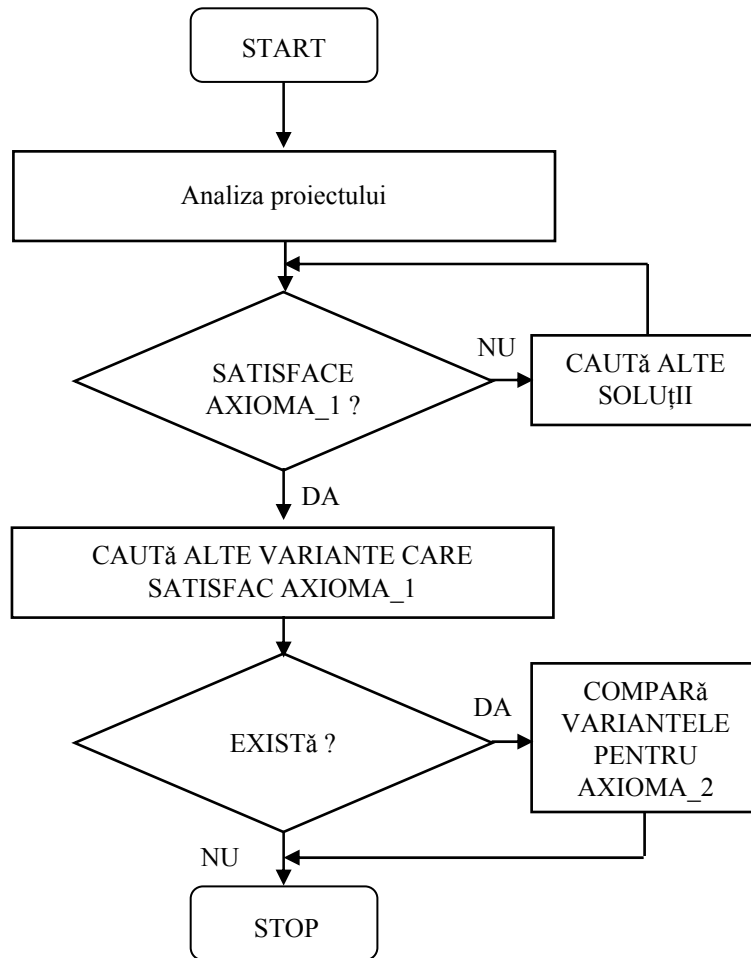 START
Analiza proiectului
SATISFACE
AXIOMA_1 ?
NU
CAUTă ALTE
SOLUțII
DA
CAUTă ALTE VARIANTE CARE
SATISFAC AXIOMA_1
EXISTă ?
DA
COMPARă
VARIANTELE
PENTRU
AXIOMA_2
NU
STOP